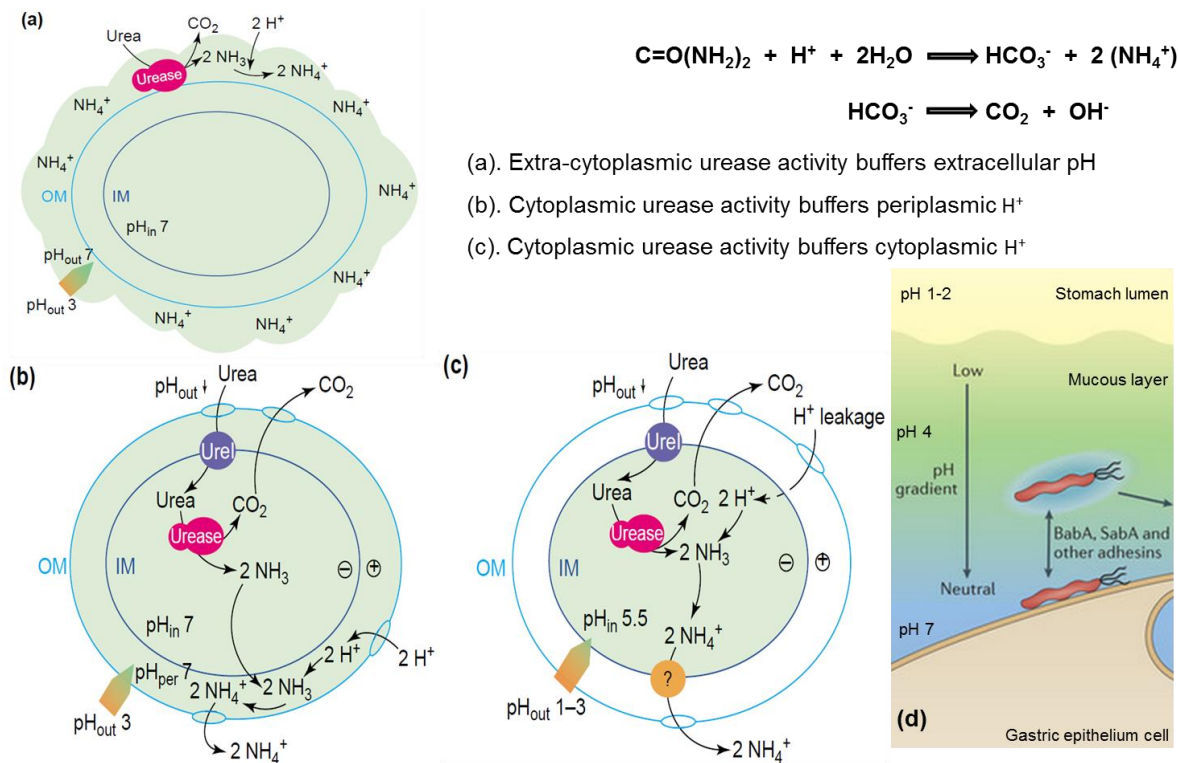 (a)
Urea
CO₂
2 H⁺
2 NH₃
2 NH₄⁺
Urease
NH₄⁺
NH₄⁺
NH₄⁺
OM
IM
pHin 7
pHout 7
pHout 3
NH₄⁺
NH₄⁺
NH₄⁺
C=O(NH₂)₂ + H⁺ + 2H₂O ⟹ HCO₃⁻ + 2 (NH₄⁺)
HCO₃⁻ ⟹ CO₂ + OH⁻
(a). Extra-cytoplasmic urease activity buffers extracellular pH
(b). Cytoplasmic urease activity buffers periplasmic H⁺
(c). Cytoplasmic urease activity buffers cytoplasmic H⁺
(b)
pHout ↓
Urea
CO₂
UreI
Urea
CO₂
Urease
2 NH₃
OM
IM
⊖ ⊕
pHin 7
2 H⁺
2 H⁺
pHper 7
2 NH₄⁺
2 NH₃
pHout 3
2 NH₄⁺
(c)
pHout ↓
Urea
CO₂
H⁺ leakage
UreI
Urea
CO₂
2 H⁺
Urease
2 NH₃
OM
IM
⊖ ⊕
pHin 5.5
2 NH₄⁺
?
pHout 1–3
2 NH₄⁺
pH 1-2
Stomach lumen
Low
Mucous layer
pH 4
pH
gradient
BabA, SabA and
other adhesins
Neutral
pH 7
(d)
Gastric epithelium cell